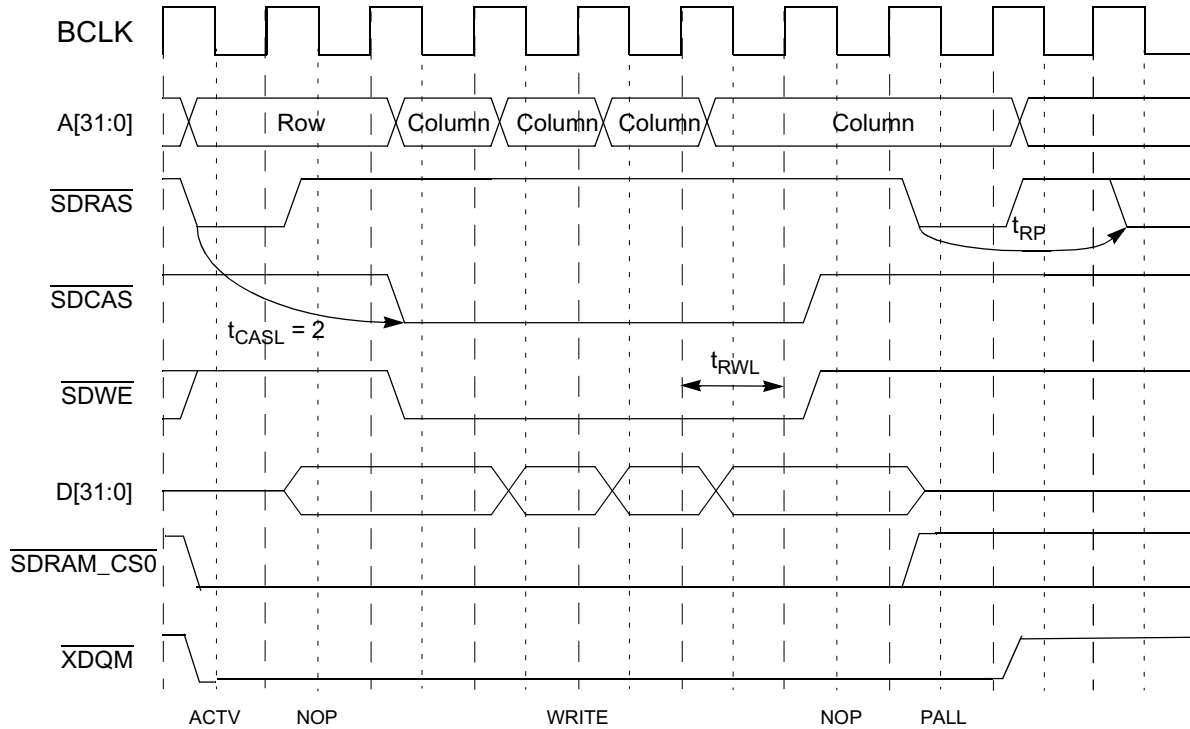 BCLK
A[31:0]
Row Column Column Column Column
SDRAS
tRP
SDCAS
tCASL = 2
tRWL
SDWE
D[31:0]
SDRAM_CS0
XDQM
ACTV NOP WRITE NOP PALL